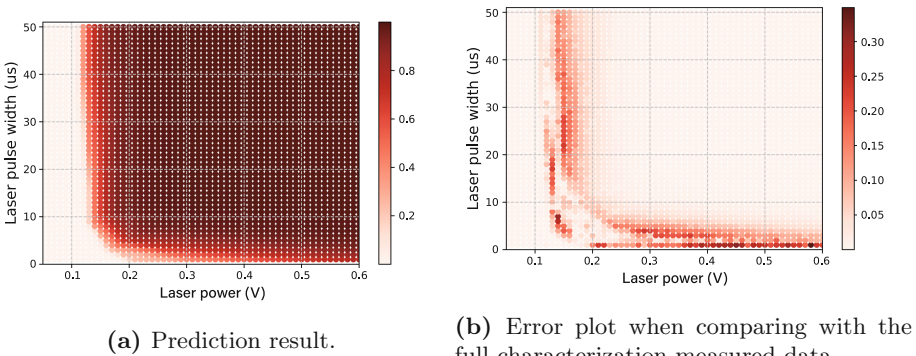 Laser pulse width (us)
50
40
30
20
10
0
0.1 0.2 0.3 0.4 0.5 0.6
Laser power (V)
0.8
0.6
0.4
0.2
(a) Prediction result.
Laser pulse width (us)
50
40
30
20
10
0
0.1 0.2 0.3 0.4 0.5 0.6
Laser power (V)
0.30
0.25
0.20
0.15
0.10
0.05
(b) Error plot when comparing with the
full characterization measured data